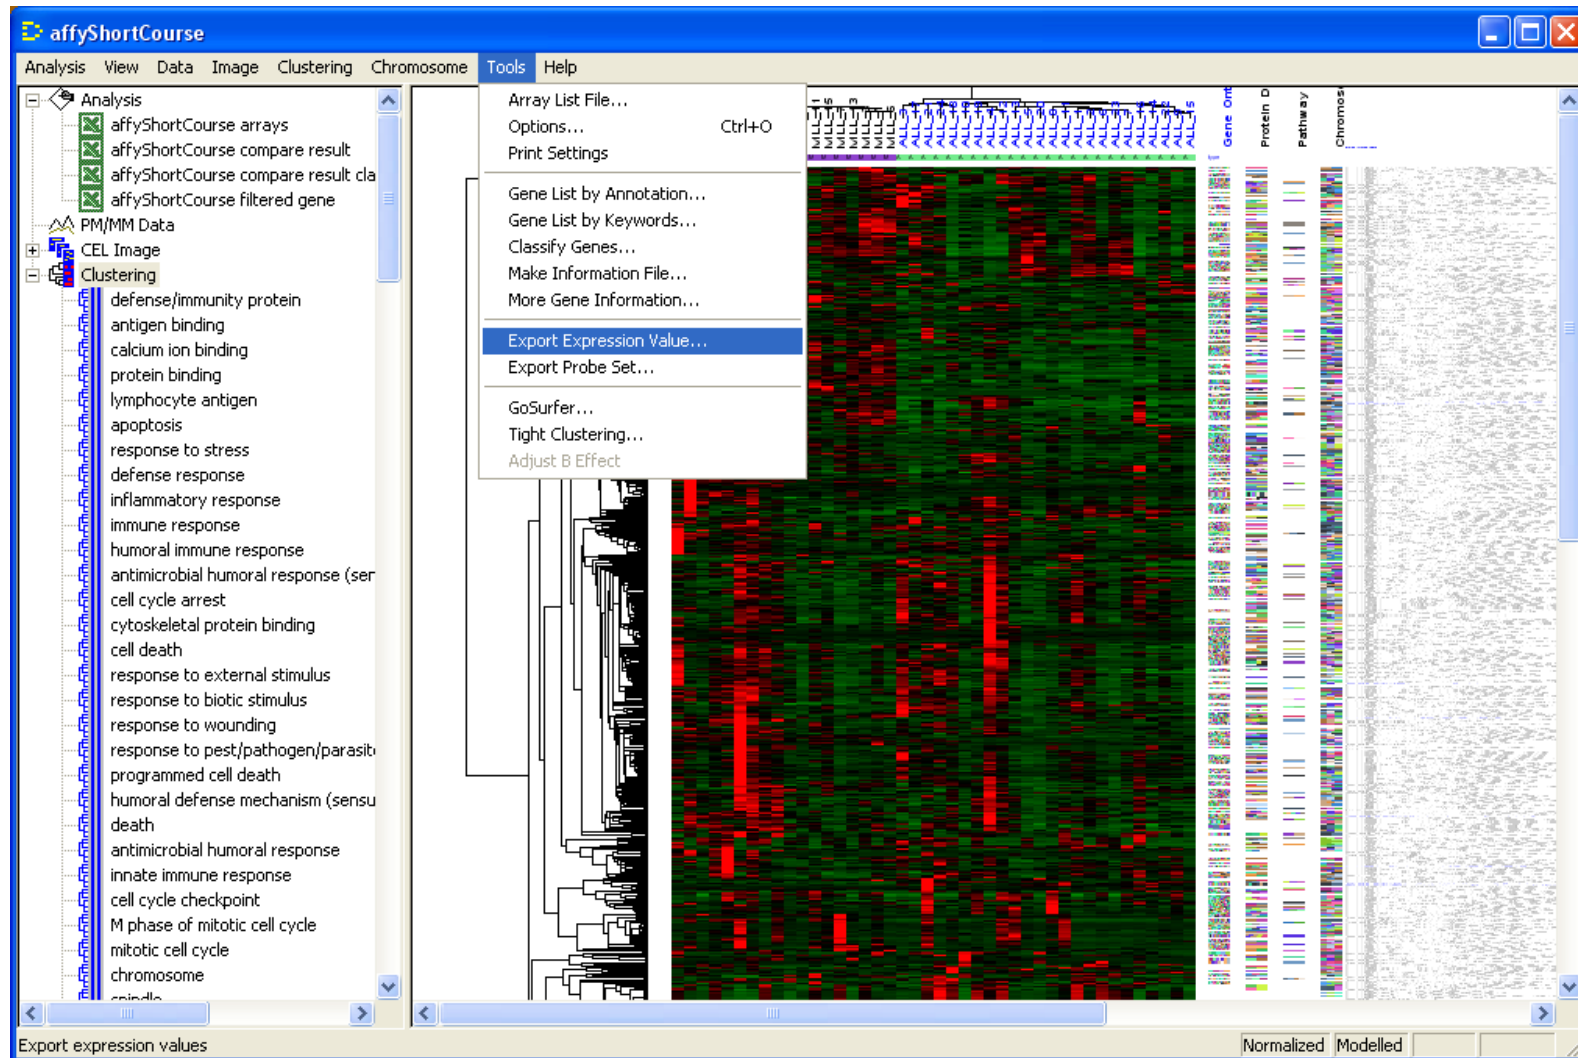 affyShortCourse
Analysis View Data Image Clustering Chromosome Tools Help
Analysis
affyShortCourse arrays
affyShortCourse compare result
affyShortCourse compare result cla
affyShortCourse filtered gene
PM/MM Data
CEL Image
Clustering
defense/immunity protein
antigen binding
calcium ion binding
protein binding
lymphocyte antigen
apoptosis
response to stress
defense response
inflammatory response
immune response
humoral immune response
antimicrobial humoral response (ser
cell cycle arrest
cytoskeletal protein binding
cell death
response to external stimulus
response to biotic stimulus
response to wounding
response to pest/pathogen/parasit
programmed cell death
humoral defense mechanism (sensu
death
antimicrobial humoral response
innate immune response
cell cycle checkpoint
M phase of mitotic cell cycle
mitotic cell cycle
chromosome
spindle
Array List File...
Options... Ctrl+O
Print Settings
Gene List by Annotation...
Gene List by Keywords...
Classify Genes...
Make Information File...
More Gene Information...
Export Expression Value...
Export Probe Set...
GoSurfer...
Tight Clustering...
Adjust B Effect
Gene Ont
Protein D
Pathway
Chromos
Export expression values
Normalized Modelled